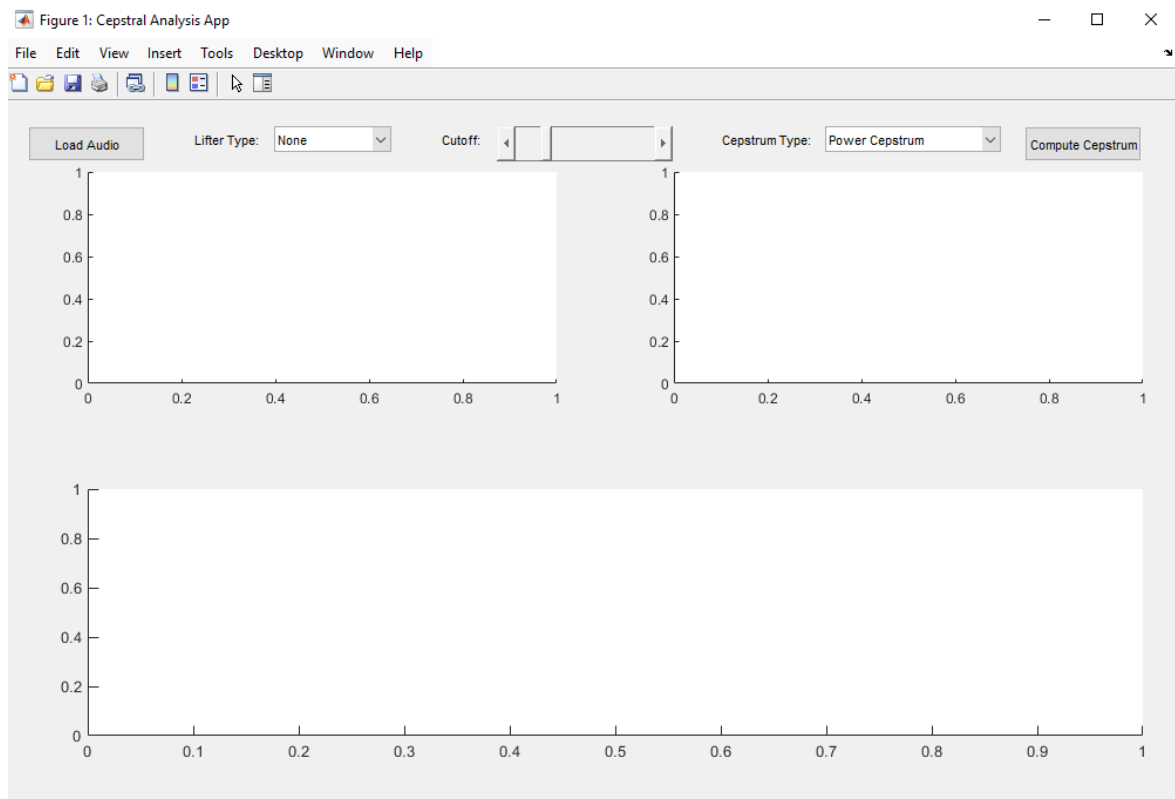 Figure 1: Cepstral Analysis App
File Edit View Insert Tools Desktop Window Help
Load Audio Lifter Type: None Cutoff: Cepstrum Type: Power Cepstrum Compute Cepstrum
1 1
0.8 0.8
0.6 0.6
0.4 0.4
0.2 0.2
0 0
0 0.2 0.4 0.6 0.8 1 0 0.2 0.4 0.6 0.8 1
1
0.8
0.6
0.4
0.2
0
0 0.1 0.2 0.3 0.4 0.5 0.6 0.7 0.8 0.9 1